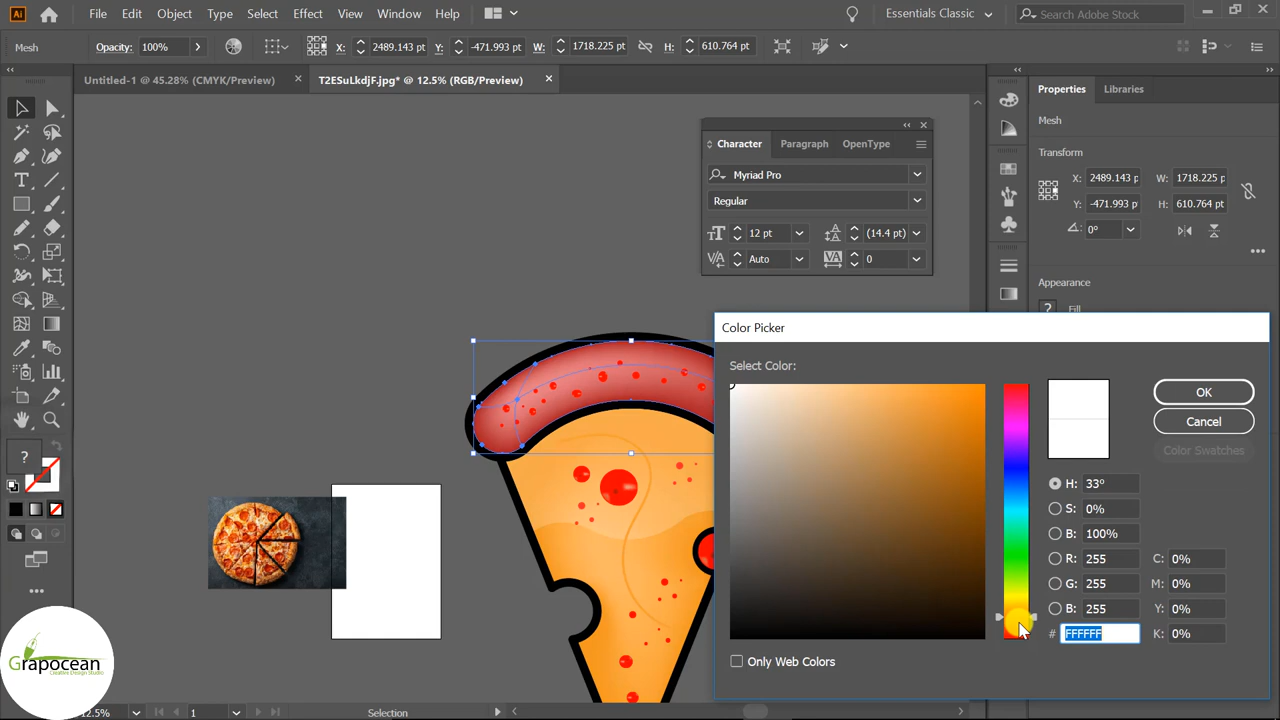 Ai File Edit Object Type Select Effect View Window Help Essentials Classic Search Adobe Stock
Mesh Opacity: 100% X: 2489.143 pt Y: -471.993 pt W: 1718.225 pt H: 610.764 pt
Untitled-1 @ 45.28% (CMYK/Preview) T2ESuLkdjF.jpg* @ 12.5% (RGB/Preview)
Properties Libraries
Mesh
Transform
X: 2489.143 p W: 1718.225 p
Y: -471.993 p H: 610.764 pt
0°
Appearance
? Fill
Character Paragraph OpenType
Myriad Pro
Regular
12 pt (14.4 pt)
Auto 0
Color Picker
Select Color:
OK
Cancel
Color Swatches
H: 33º
S: 0%
B: 100%
R: 255 C: 0%
G: 255 M: 0%
B: 255 Y: 0%
# FFFFFF K: 0%
Only Web Colors
?
Grapocean
Creative Design Studio
12.5% 1 Selection